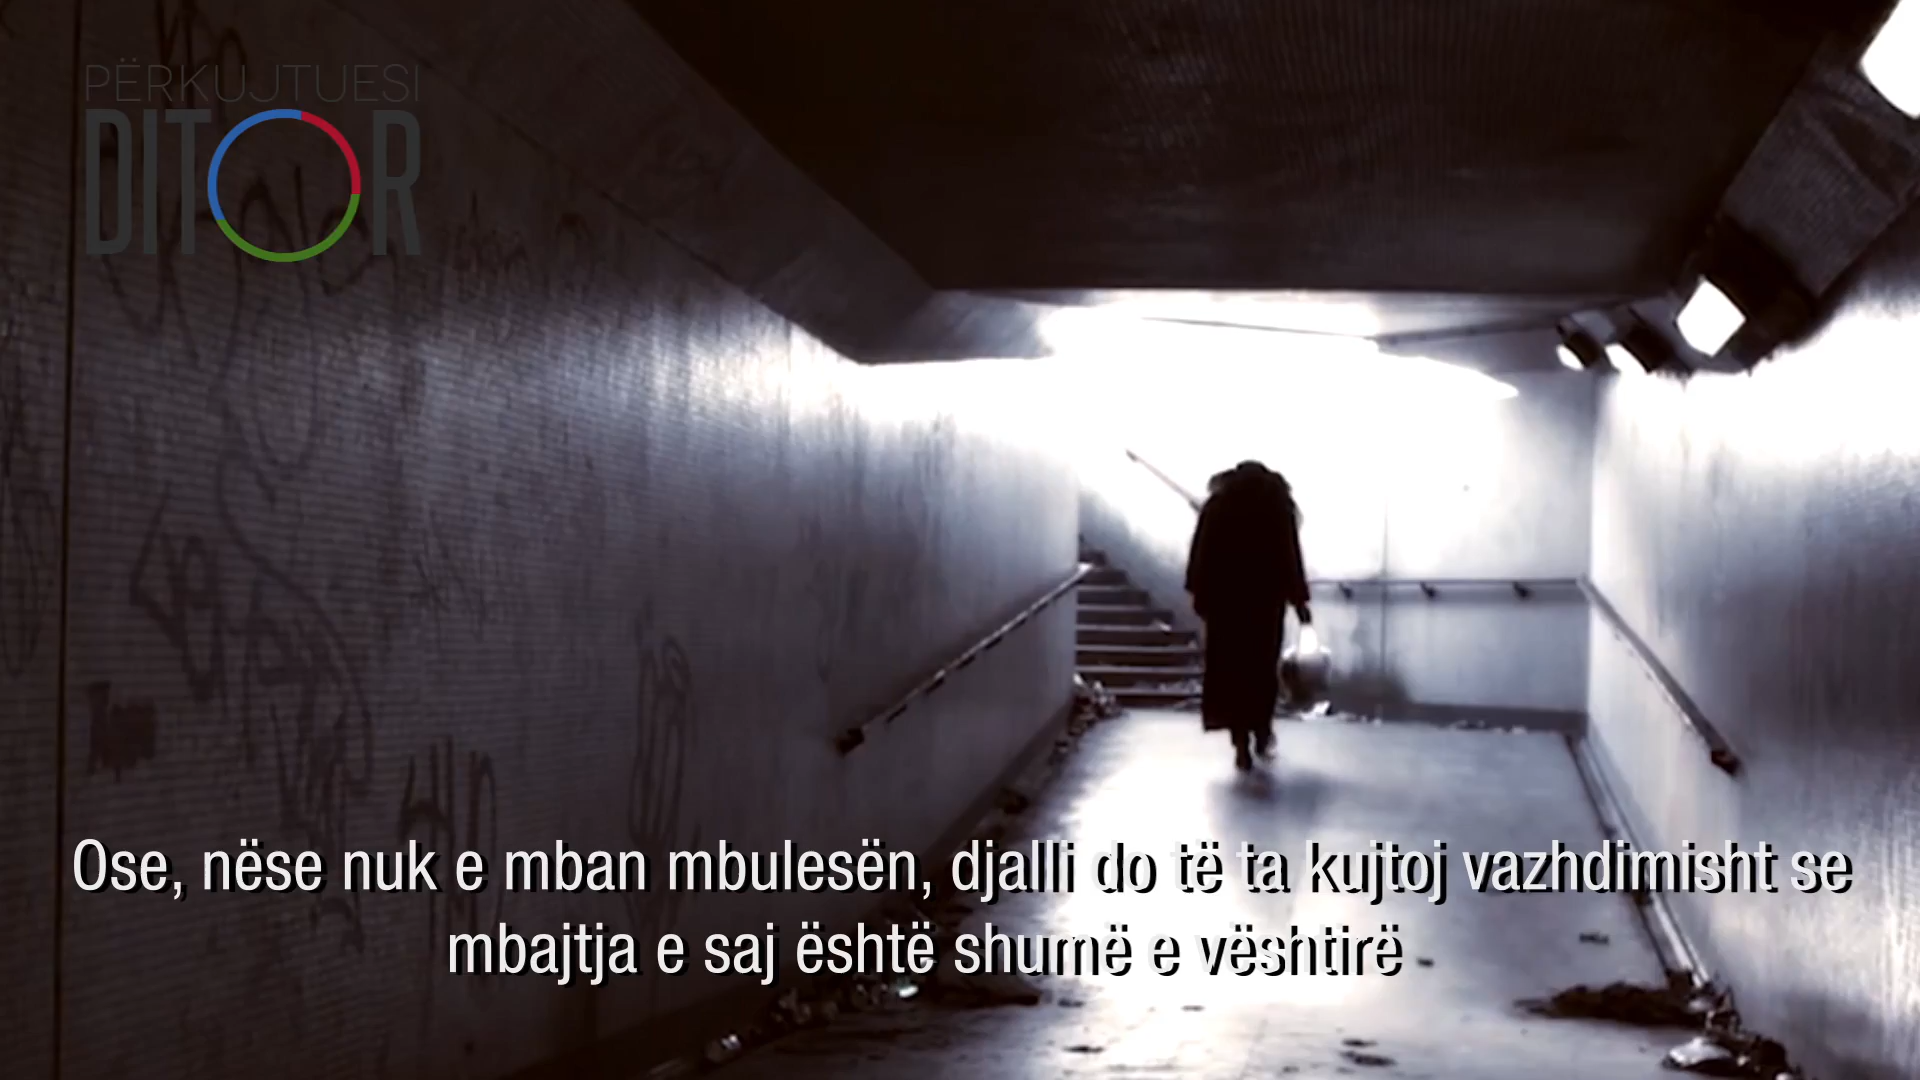 PËRKUJTUESI
DITOR
Ose, nëse nuk e mban mbulesën, djalli do të ta kujtoj vazhdimisht se
mbajtja e saj është shumë e vështirë